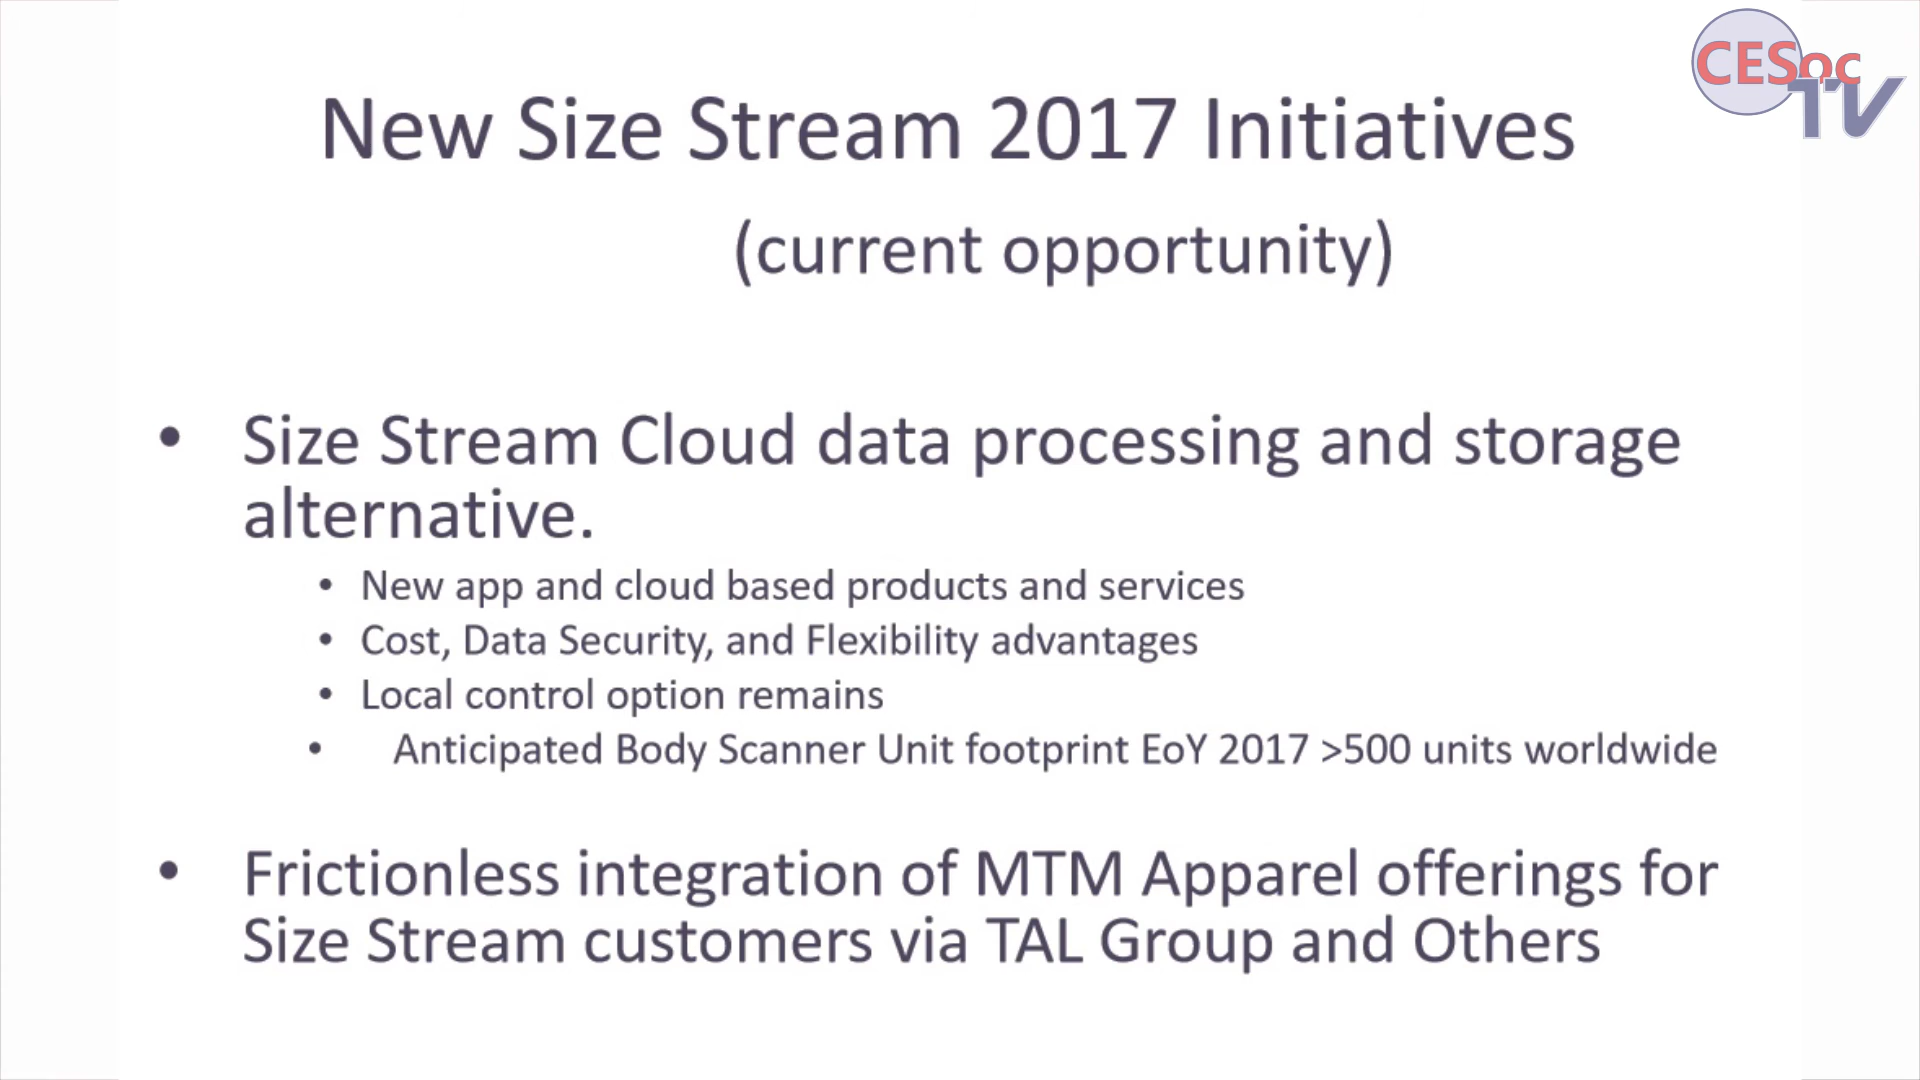 CESoc
TV
New Size Stream 2017 Initiatives
(current opportunity)
• Size Stream Cloud data processing and storage
alternative.
• New app and cloud based products and services
• Cost, Data Security, and Flexibility advantages
• Local control option remains
• Anticipated Body Scanner Unit footprint EoY 2017 >500 units worldwide
• Frictionless integration of MTM Apparel offerings for
Size Stream customers via TAL Group and Others